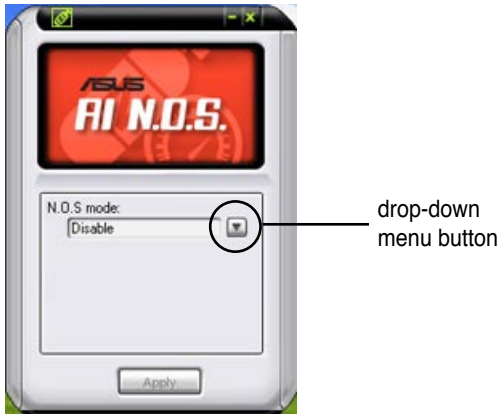 ASUS
AI N.O.S.
N.O.S mode:
Disable
drop-down
menu button
Apply